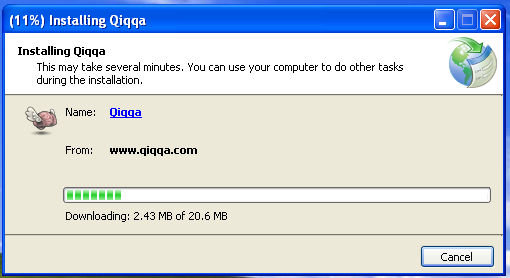 (11%) Installing Qiqqa
Installing Qiqqa
This may take several minutes. You can use your computer to do other tasks
during the installation.
Name: Qiqqa
From: www.qiqqa.com
Downloading: 2.43 MB of 20.6 MB
Cancel